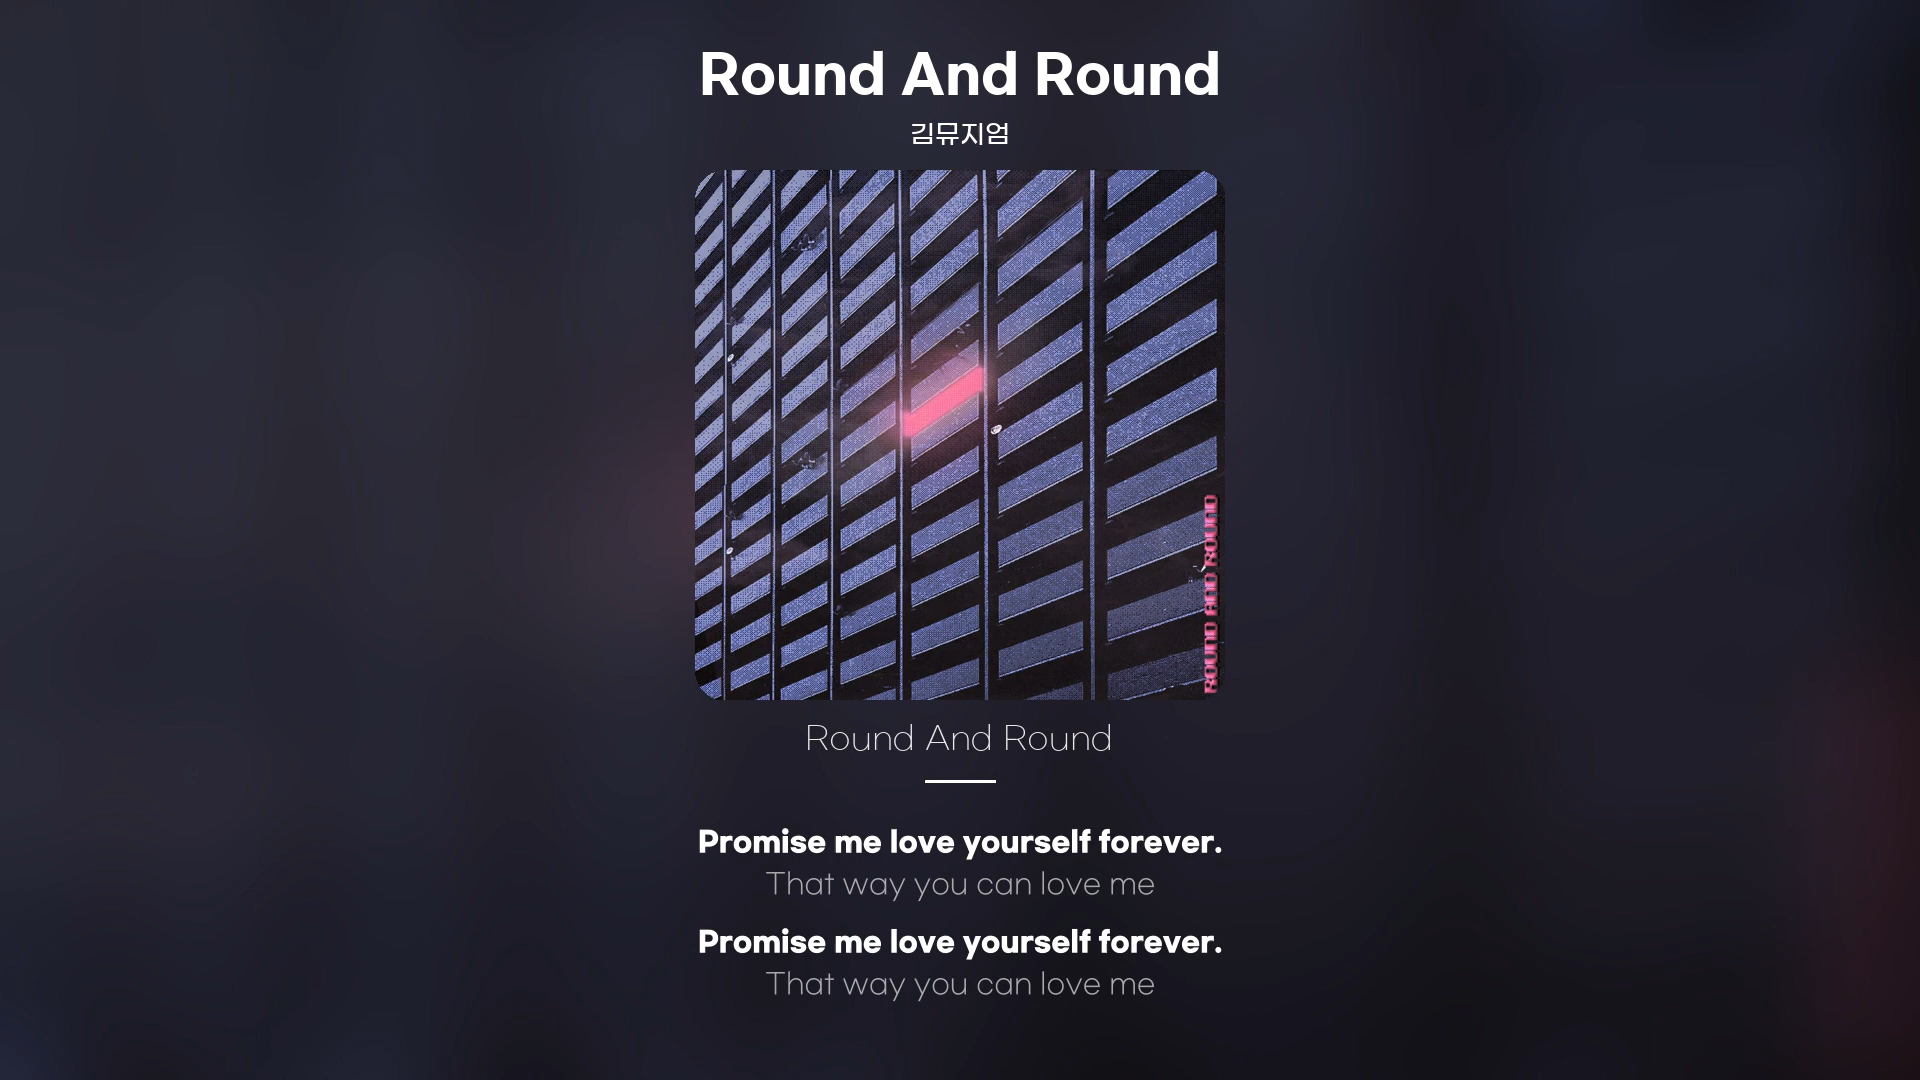 Round And Round
김뮤지엄
ROUND AND ROUND
Round And Round
Promise me love yourself forever.
That way you can love me
Promise me love yourself forever.
That way you can love me